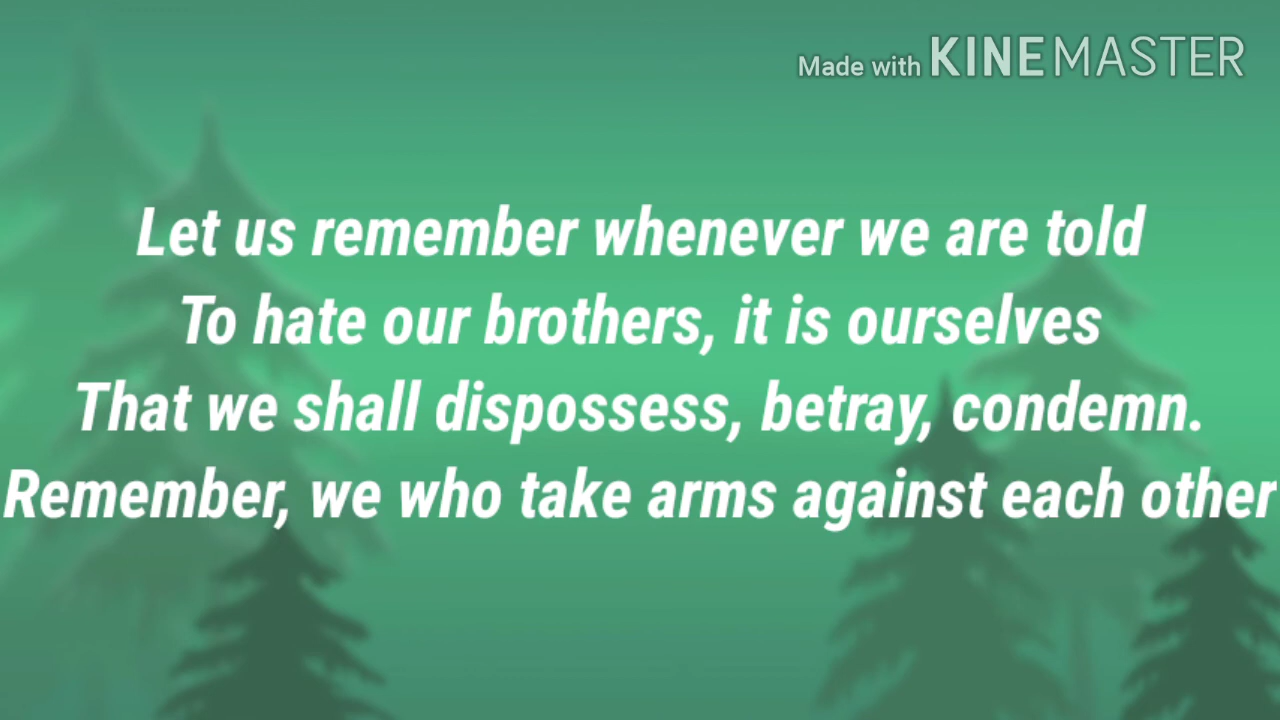 Made with KINEMASTER
Let us remember whenever we are told
To hate our brothers, it is ourselves
That we shall dispossess, betray, condemn.
Remember, we who take arms against each other